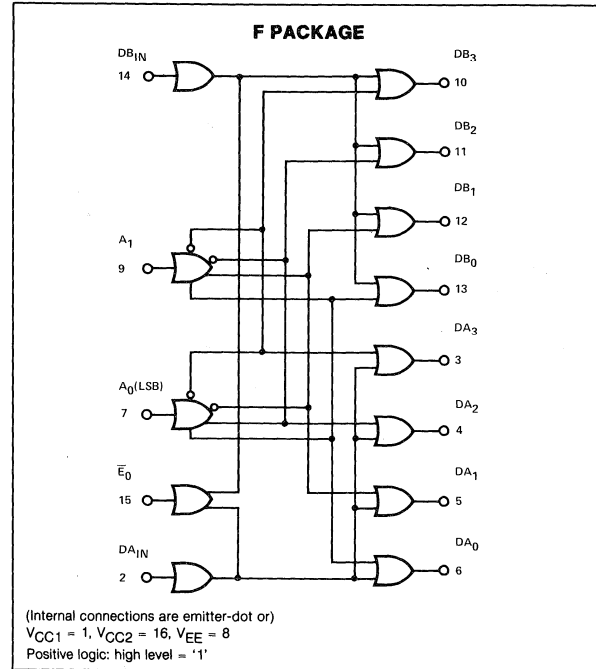 F PACKAGE
DB_IN
14
DB_3
10
DB_2
11
DB_1
12
A_1
9
DB_0
13
DA_3
3
A_0(LSB)
7
DA_2
4
E̅_0
15
DA_1
5
DA_IN
2
DA_0
6
(Internal connections are emitter-dot or)
V_CC1 = 1, V_CC2 = 16, V_EE = 8
Positive logic: high level = '1'